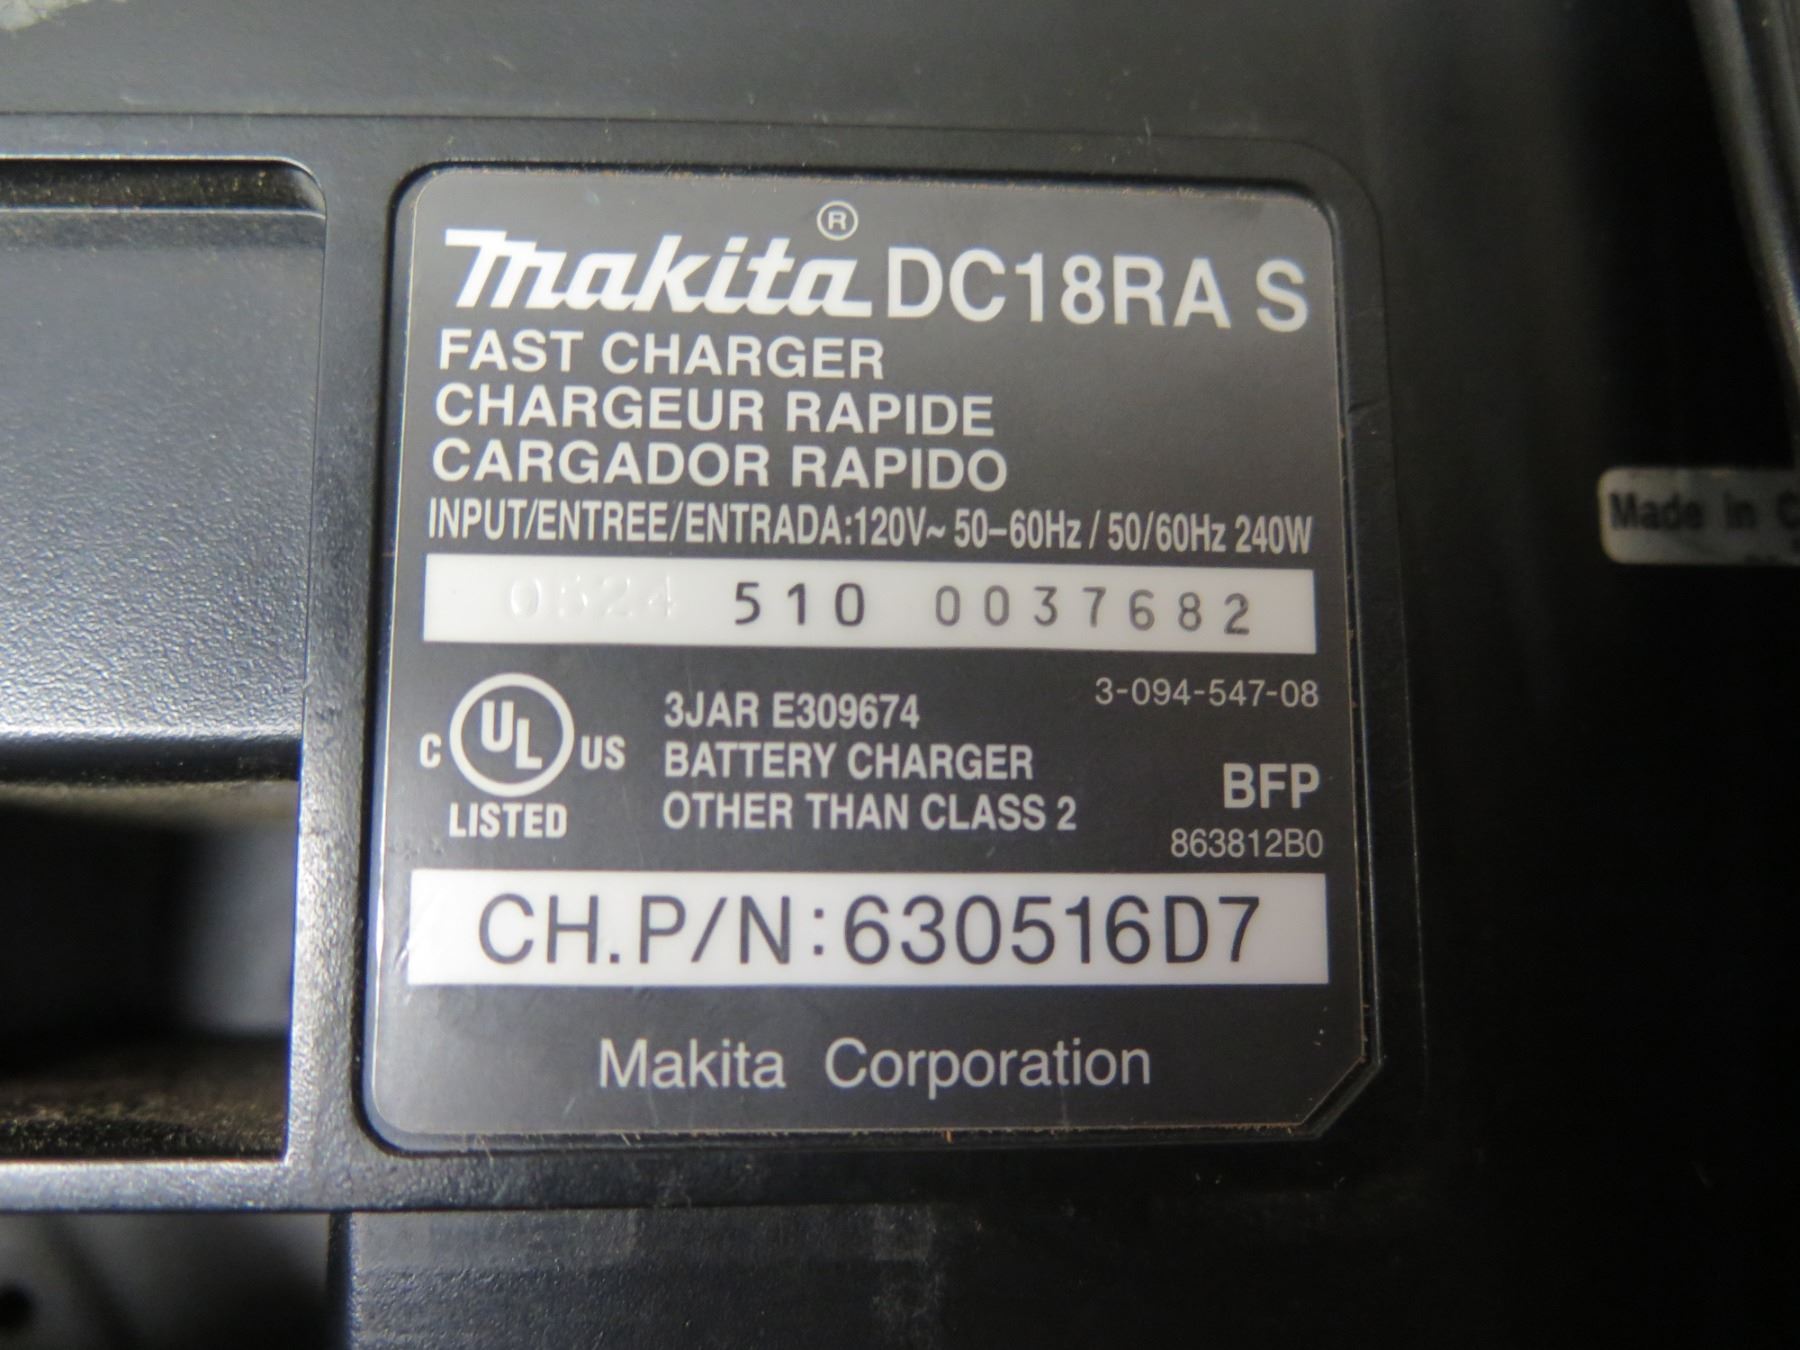 makita® DC18RA S
FAST CHARGER
CHARGEUR RAPIDE
CARGADOR RAPIDO
INPUT/ENTREE/ENTRADA:120V~ 50-60Hz / 50/60Hz 240W
0524 510 0037682
3-094-547-08
C UL US
LISTED
3JAR E309674
BATTERY CHARGER
OTHER THAN CLASS 2
BFP
863812B0
CH.P/N:630516D7
Makita Corporation
Made in